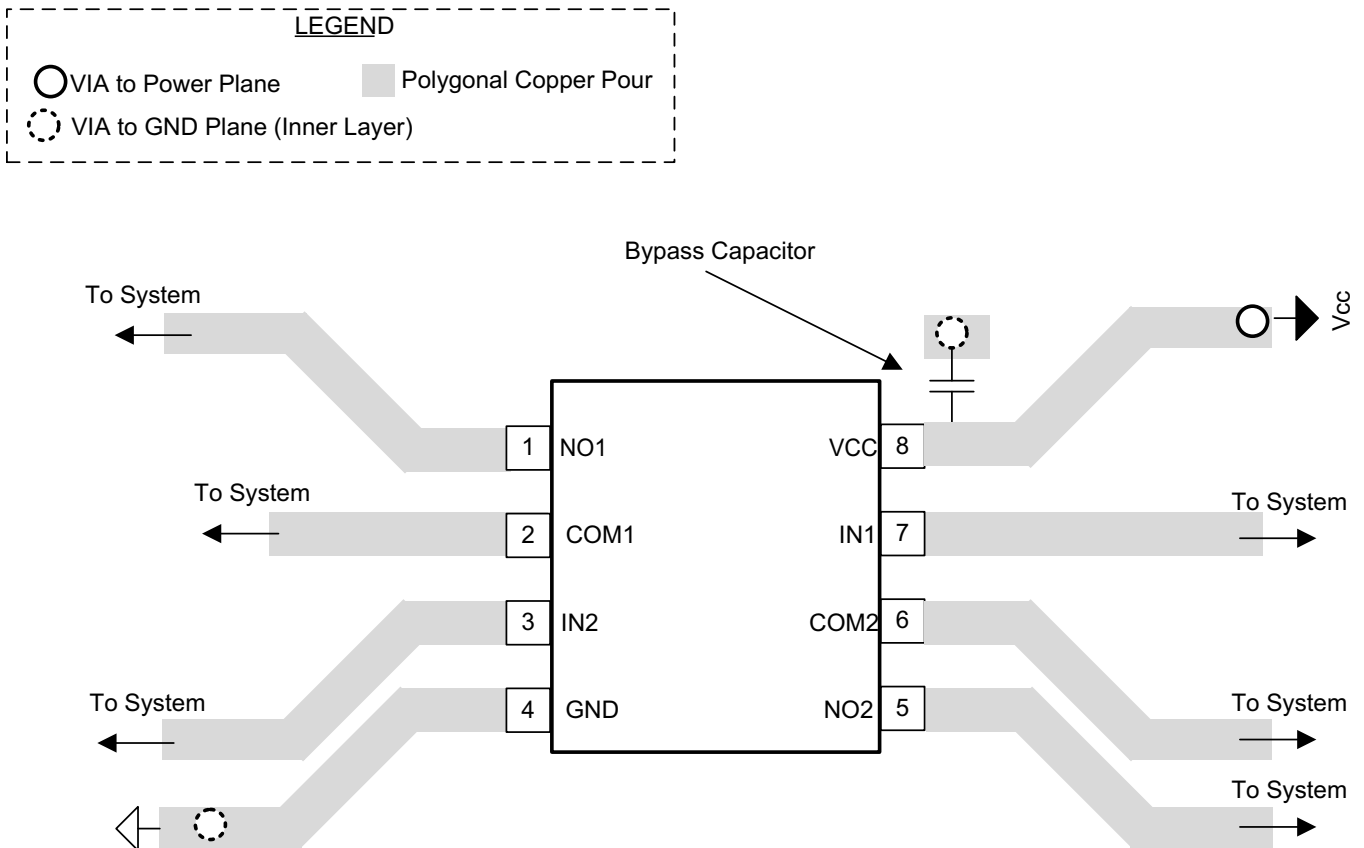 LEGEND
VIA to Power Plane
Polygonal Copper Pour
VIA to GND Plane (Inner Layer)
Bypass Capacitor
To System
Vcc
1 NO1
VCC 8
To System
To System
2 COM1
IN1 7
3 IN2
COM2 6
To System
To System
4 GND
NO2 5
To System